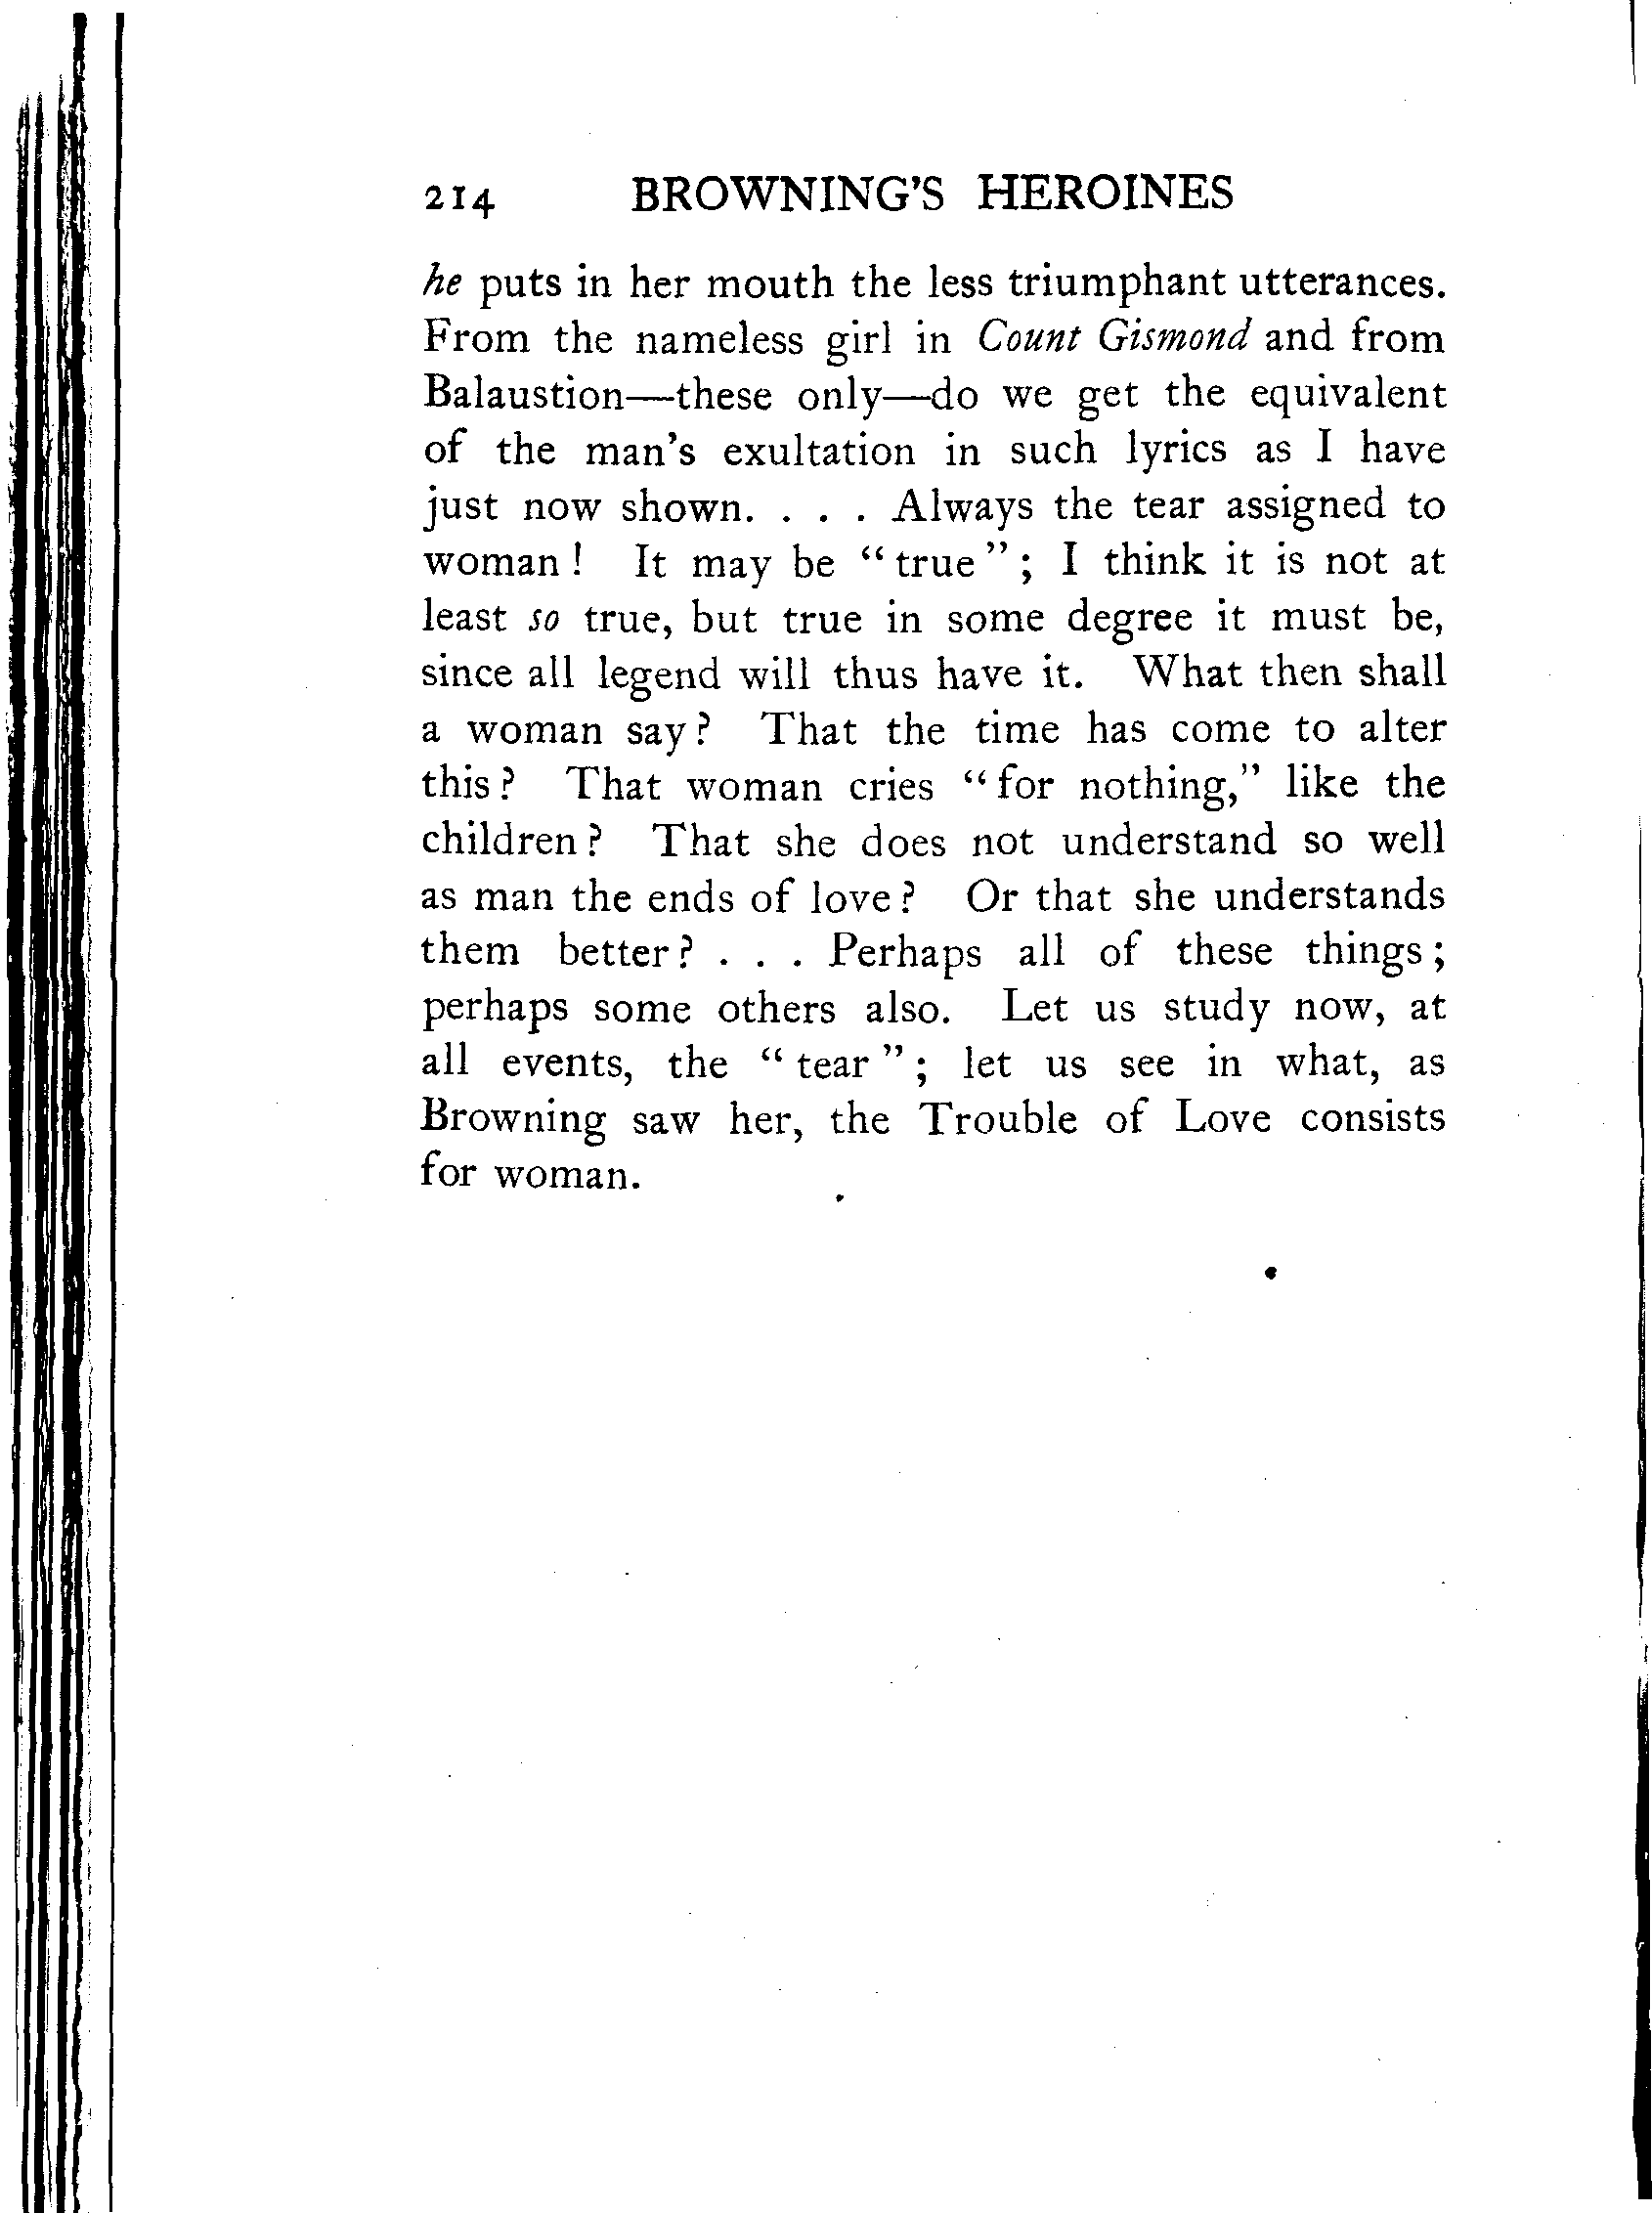 214 BROWNING'S HEROINES
he puts in her mouth the less triumphant utterances.
From the nameless girl in Count Gismond and from
Balaustion—these only—do we get the equivalent
of the man's exultation in such lyrics as I have
just now shown. . . . Always the tear assigned to
woman! It may be "true"; I think it is not at
least so true, but true in some degree it must be,
since all legend will thus have it. What then shall
a woman say? That the time has come to alter
this? That woman cries "for nothing," like the
children? That she does not understand so well
as man the ends of love? Or that she understands
them better? . . . Perhaps all of these things;
perhaps some others also. Let us study now, at
all events, the "tear"; let us see in what, as
Browning saw her, the Trouble of Love consists
for woman.